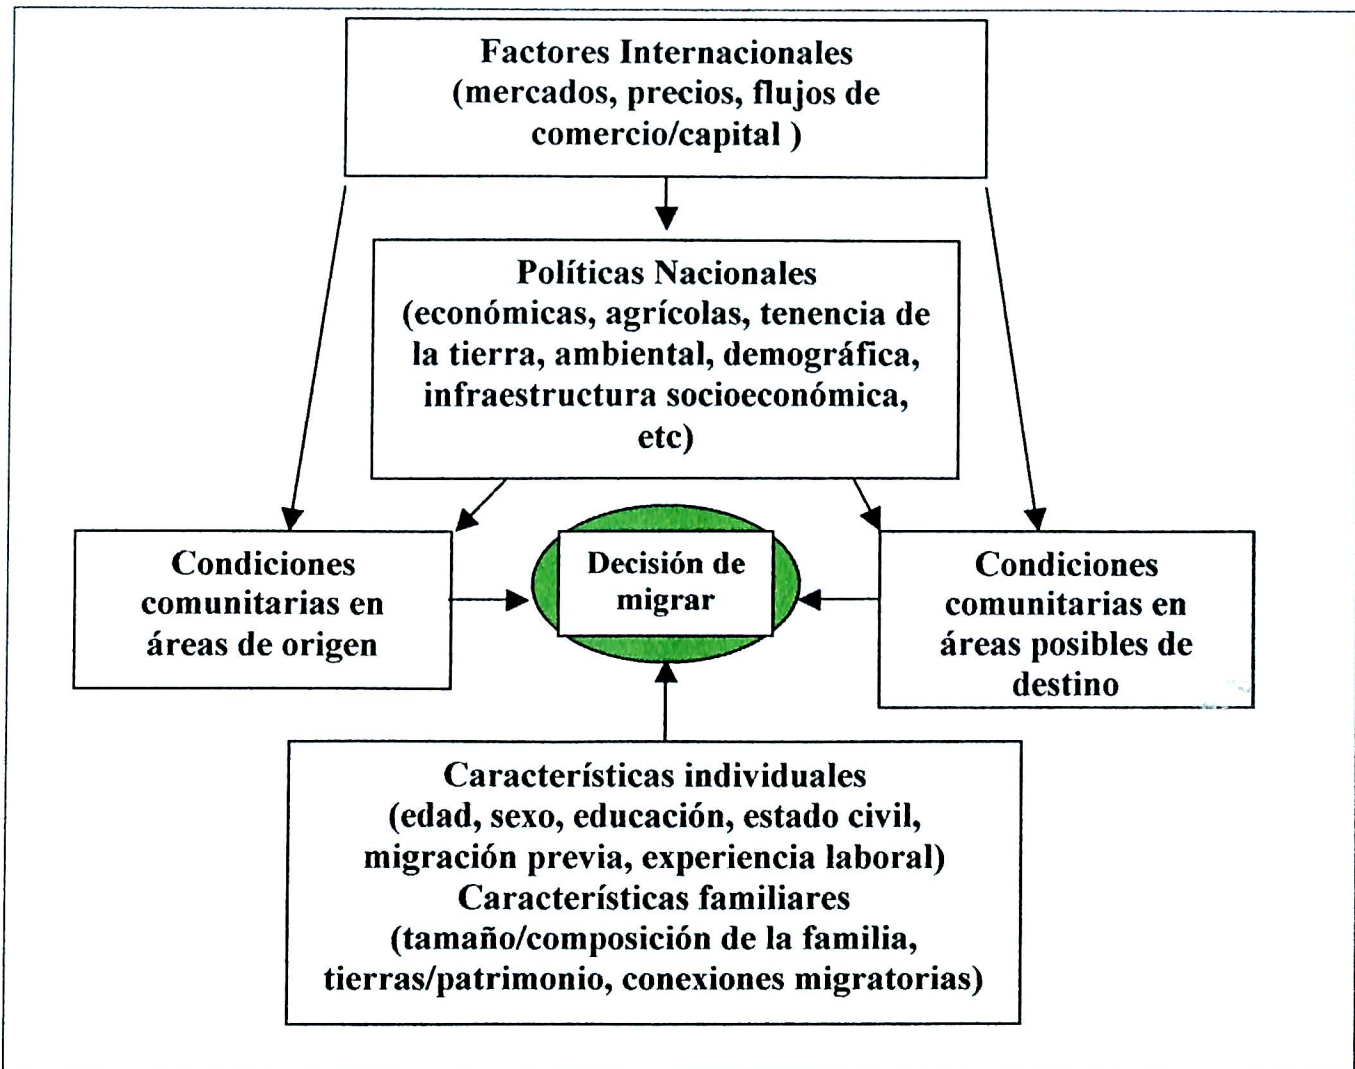 Factores Internacionales
(mercados, precios, flujos de
comercio/capital )
Políticas Nacionales
(económicas, agrícolas, tenencia de
la tierra, ambiental, demográfica,
infraestructura socioeconómica,
etc)
Condiciones
comunitarias en
áreas de origen
Decisión de
migrar
Condiciones
comunitarias en
áreas posibles de
destino
Características individuales
(edad, sexo, educación, estado civil,
migración previa, experiencia laboral)
Características familiares
(tamaño/composición de la familia,
tierras/patrimonio, conexiones migratorias)